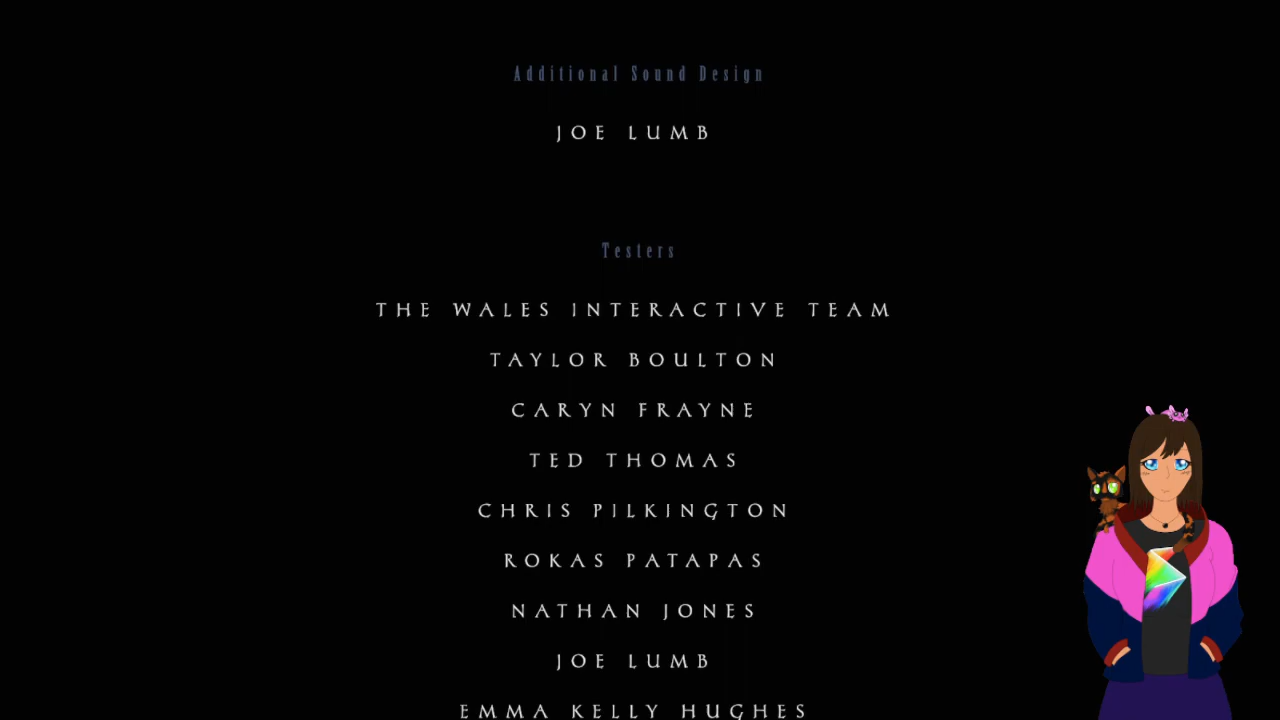 Additional Sound Design
JOE LUMB
Testers
THE WALES INTERACTIVE TEAM
TAYLOR BOULTON
CARYN FRAYNE
TED THOMAS
CHRIS PILKINGTON
ROKAS PATAPAS
NATHAN JONES
JOE LUMB
EMMA KELLY HUGHES